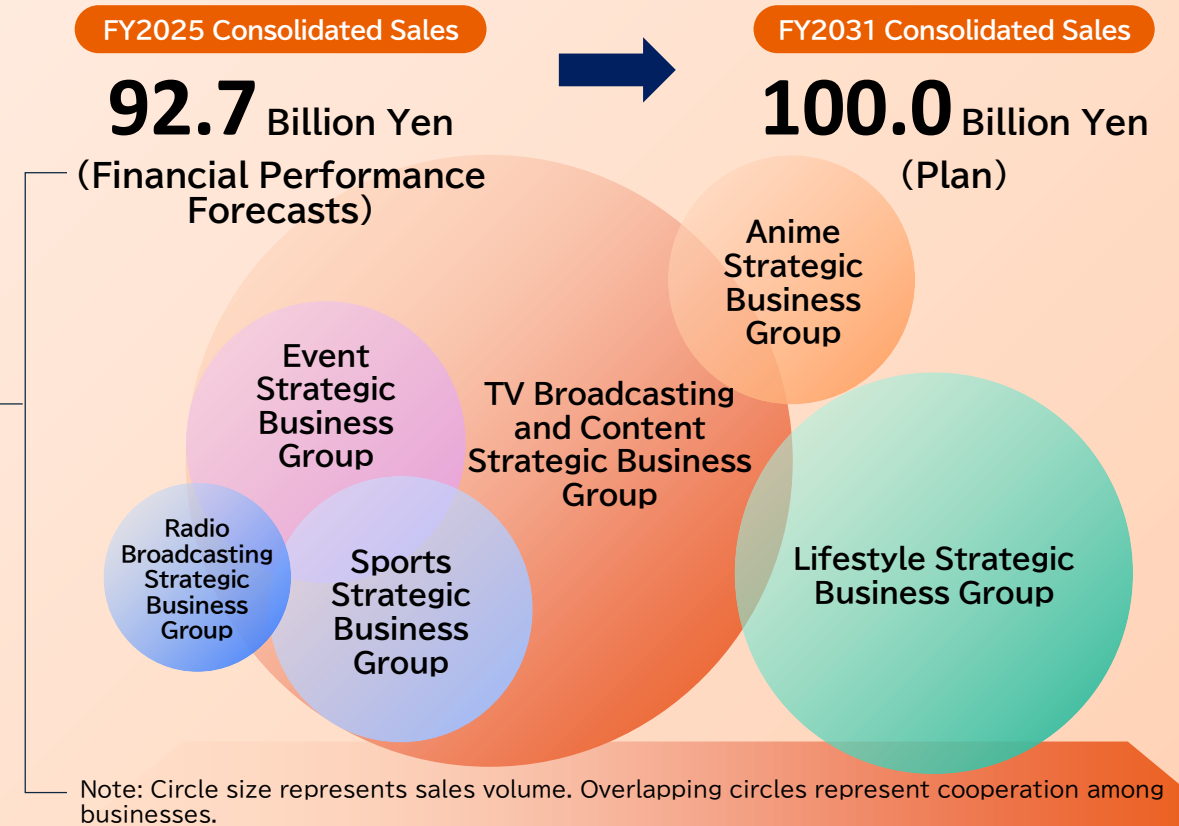 FY2025 Consolidated Sales
92.7 Billion Yen
(Financial Performance
Forecasts)
FY2031 Consolidated Sales
100.0 Billion Yen
(Plan)
Anime
Strategic
Business
Group
Event
Strategic
Business
Group
TV Broadcasting
and Content
Strategic Business
Group
Radio
Broadcasting
Strategic
Business
Group
Sports
Strategic
Business
Group
Lifestyle Strategic
Business Group
Note: Circle size represents sales volume. Overlapping circles represent cooperation among
businesses.